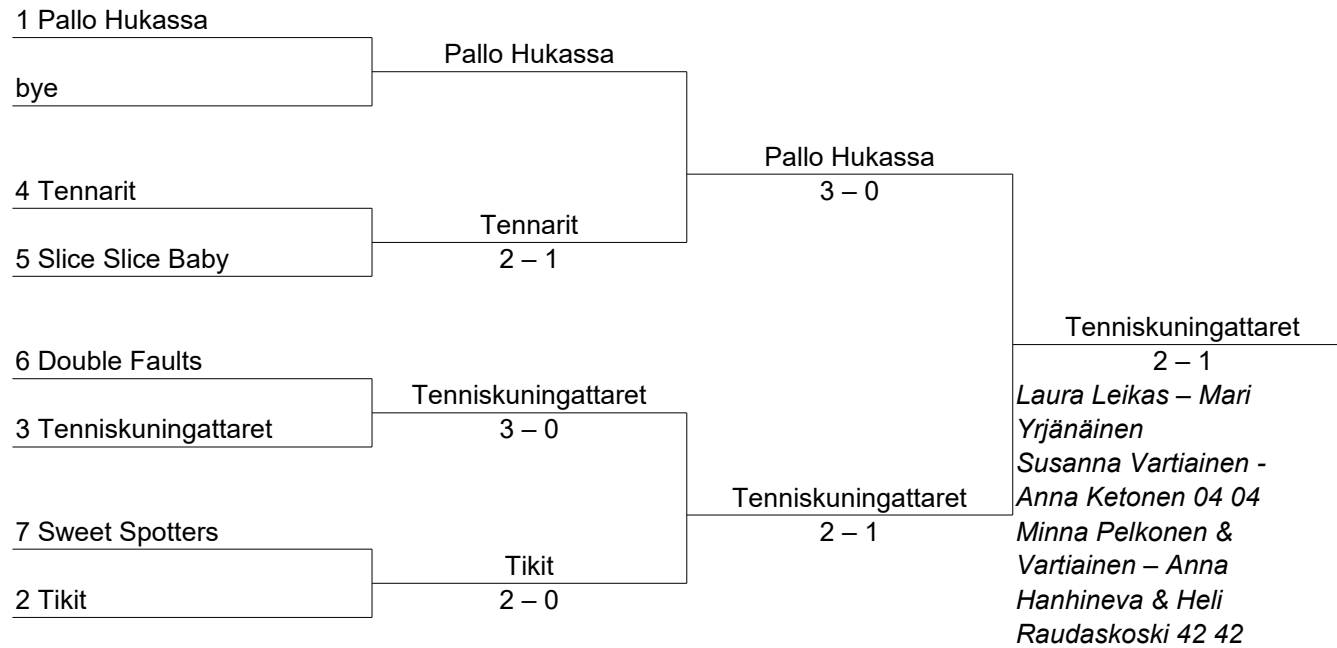 1 Pallo Hukassa
Pallo Hukassa
bye
Pallo Hukassa
3 – 0
4 Tennarit
Tennarit
2 – 1
5 Slice Slice Baby
Tenniskuningattaret
2 – 1
6 Double Faults
Tenniskuningattaret
3 – 0
3 Tenniskuningattaret
Laura Leikas – Mari
Yrjänäinen
Susanna Vartiainen -
Anna Ketonen 04 04
Minna Pelkonen &
Vartiainen – Anna
Hanhineva & Heli
Raudaskoski 42 42
Tenniskuningattaret
2 – 1
7 Sweet Spotters
Tikit
2 – 0
2 Tikit